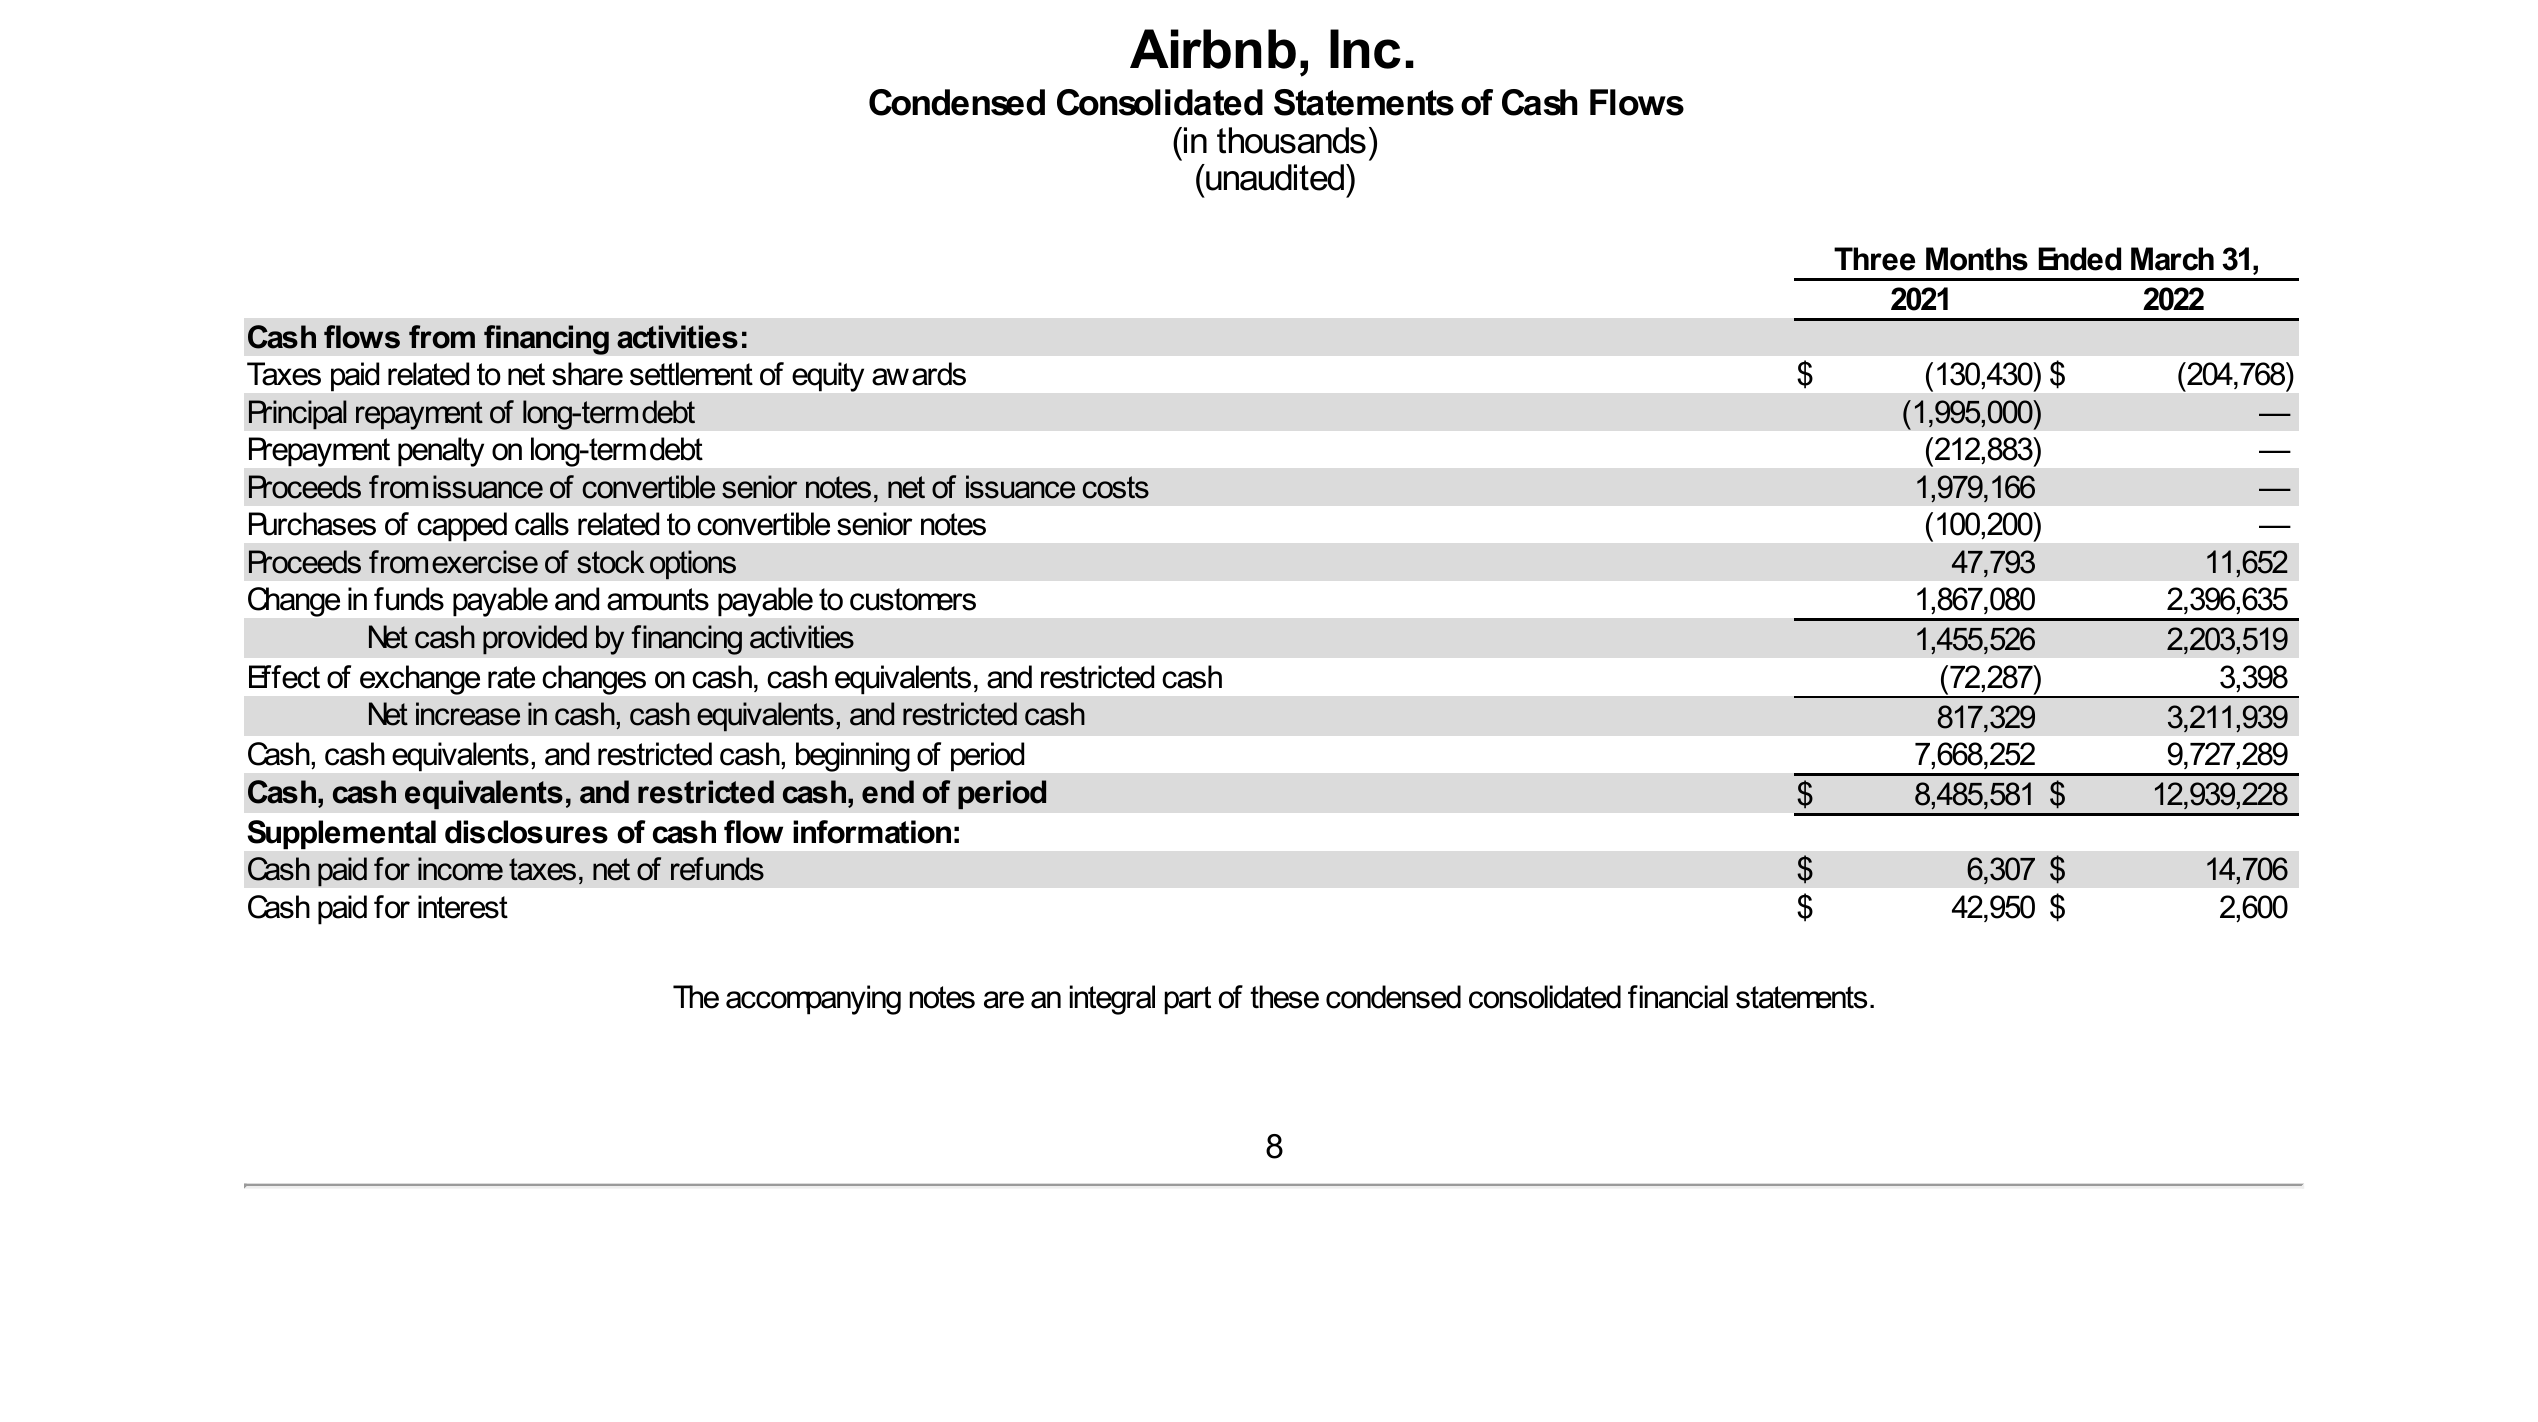 Airbnb, Inc.
Condensed Consolidated Statements of Cash Flows
(in thousands)
(unaudited)
Three Months Ended March 31,
2021 2022
Cash flows from financing activities:
Taxes paid related to net share settlement of equity awards $ (130,430) $ (204,768)
Principal repayment of long-term debt (1,995,000) —
Prepayment penalty on long-term debt (212,883) —
Proceeds from issuance of convertible senior notes, net of issuance costs 1,979,166 —
Purchases of capped calls related to convertible senior notes (100,200) —
Proceeds from exercise of stock options 47,793 11,652
Change in funds payable and amounts payable to customers 1,867,080 2,396,635
Net cash provided by financing activities 1,455,526 2,203,519
Effect of exchange rate changes on cash, cash equivalents, and restricted cash (72,287) 3,398
Net increase in cash, cash equivalents, and restricted cash 817,329 3,211,939
Cash, cash equivalents, and restricted cash, beginning of period 7,668,252 9,727,289
Cash, cash equivalents, and restricted cash, end of period $ 8,485,581 $ 12,939,228
Supplemental disclosures of cash flow information:
Cash paid for income taxes, net of refunds $ 6,307 $ 14,706
Cash paid for interest $ 42,950 $ 2,600
The accompanying notes are an integral part of these condensed consolidated financial statements.
8